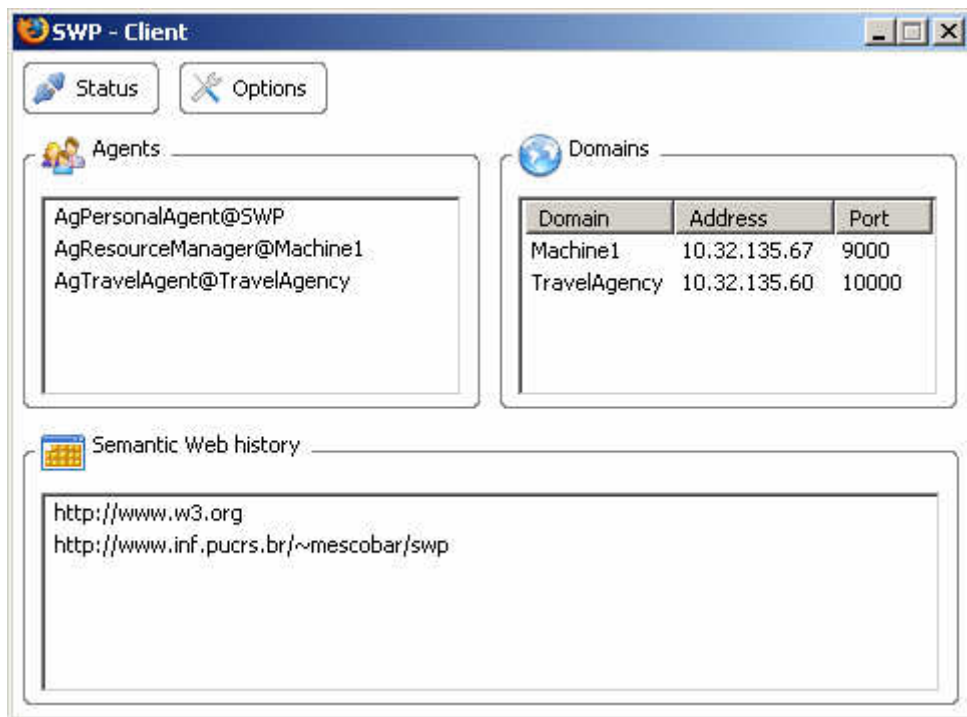 SWP - Client
Status Options
Agents
AgPersonalAgent@SWP
AgResourceManager@Machine1
AgTravelAgent@TravelAgency
Domains
Domain Address Port
Machine1 10.32.135.67 9000
TravelAgency 10.32.135.60 10000
Semantic Web history
http://www.w3.org
http://www.inf.pucrs.br/~mescobar/swp